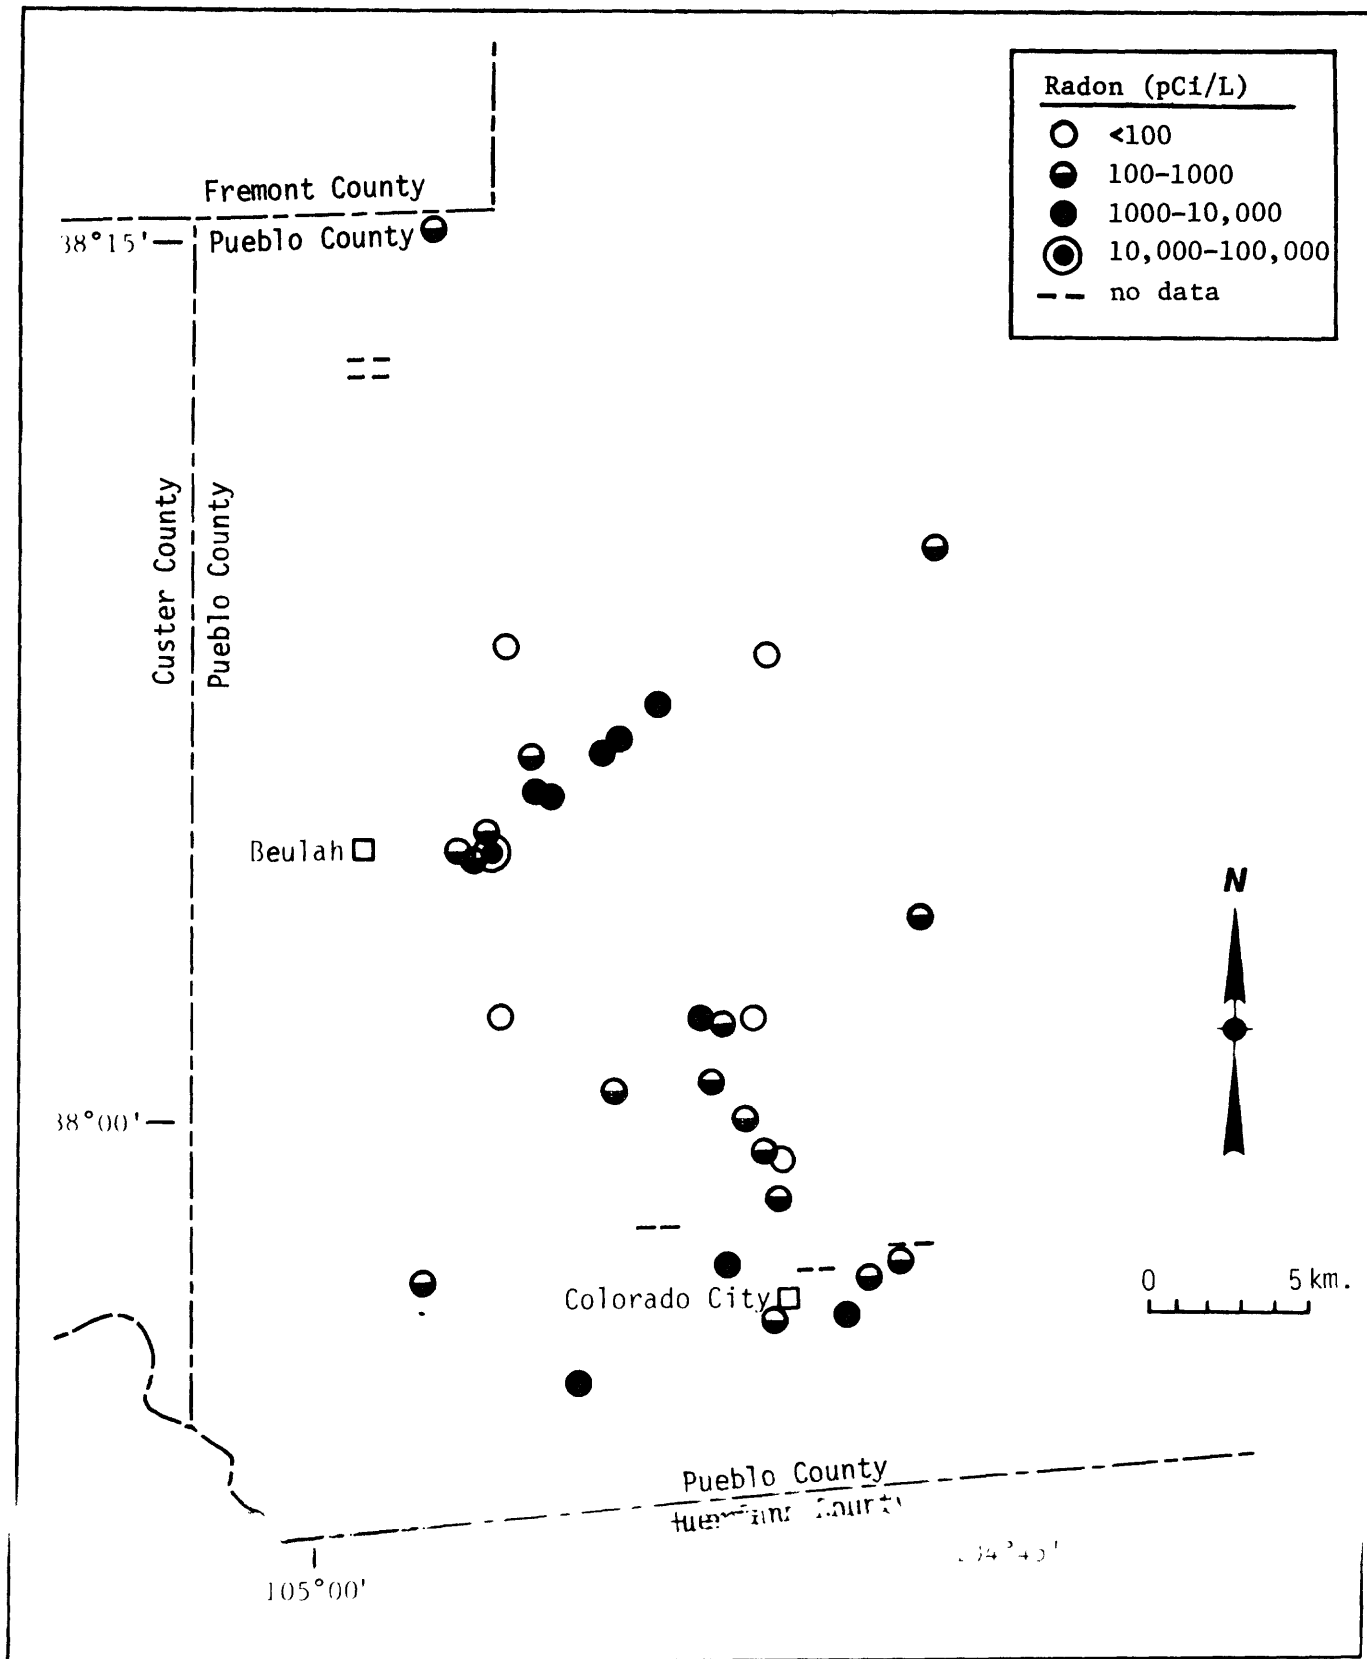 Radon (pCi/L)
<100
100-1000
1000-10,000
10,000-100,000
no data
Fremont County
38°15'
Pueblo County
Custer County
Pueblo County
Beulah
N
38°00'
Colorado City
0 5 km.
Pueblo County
County
105°00'